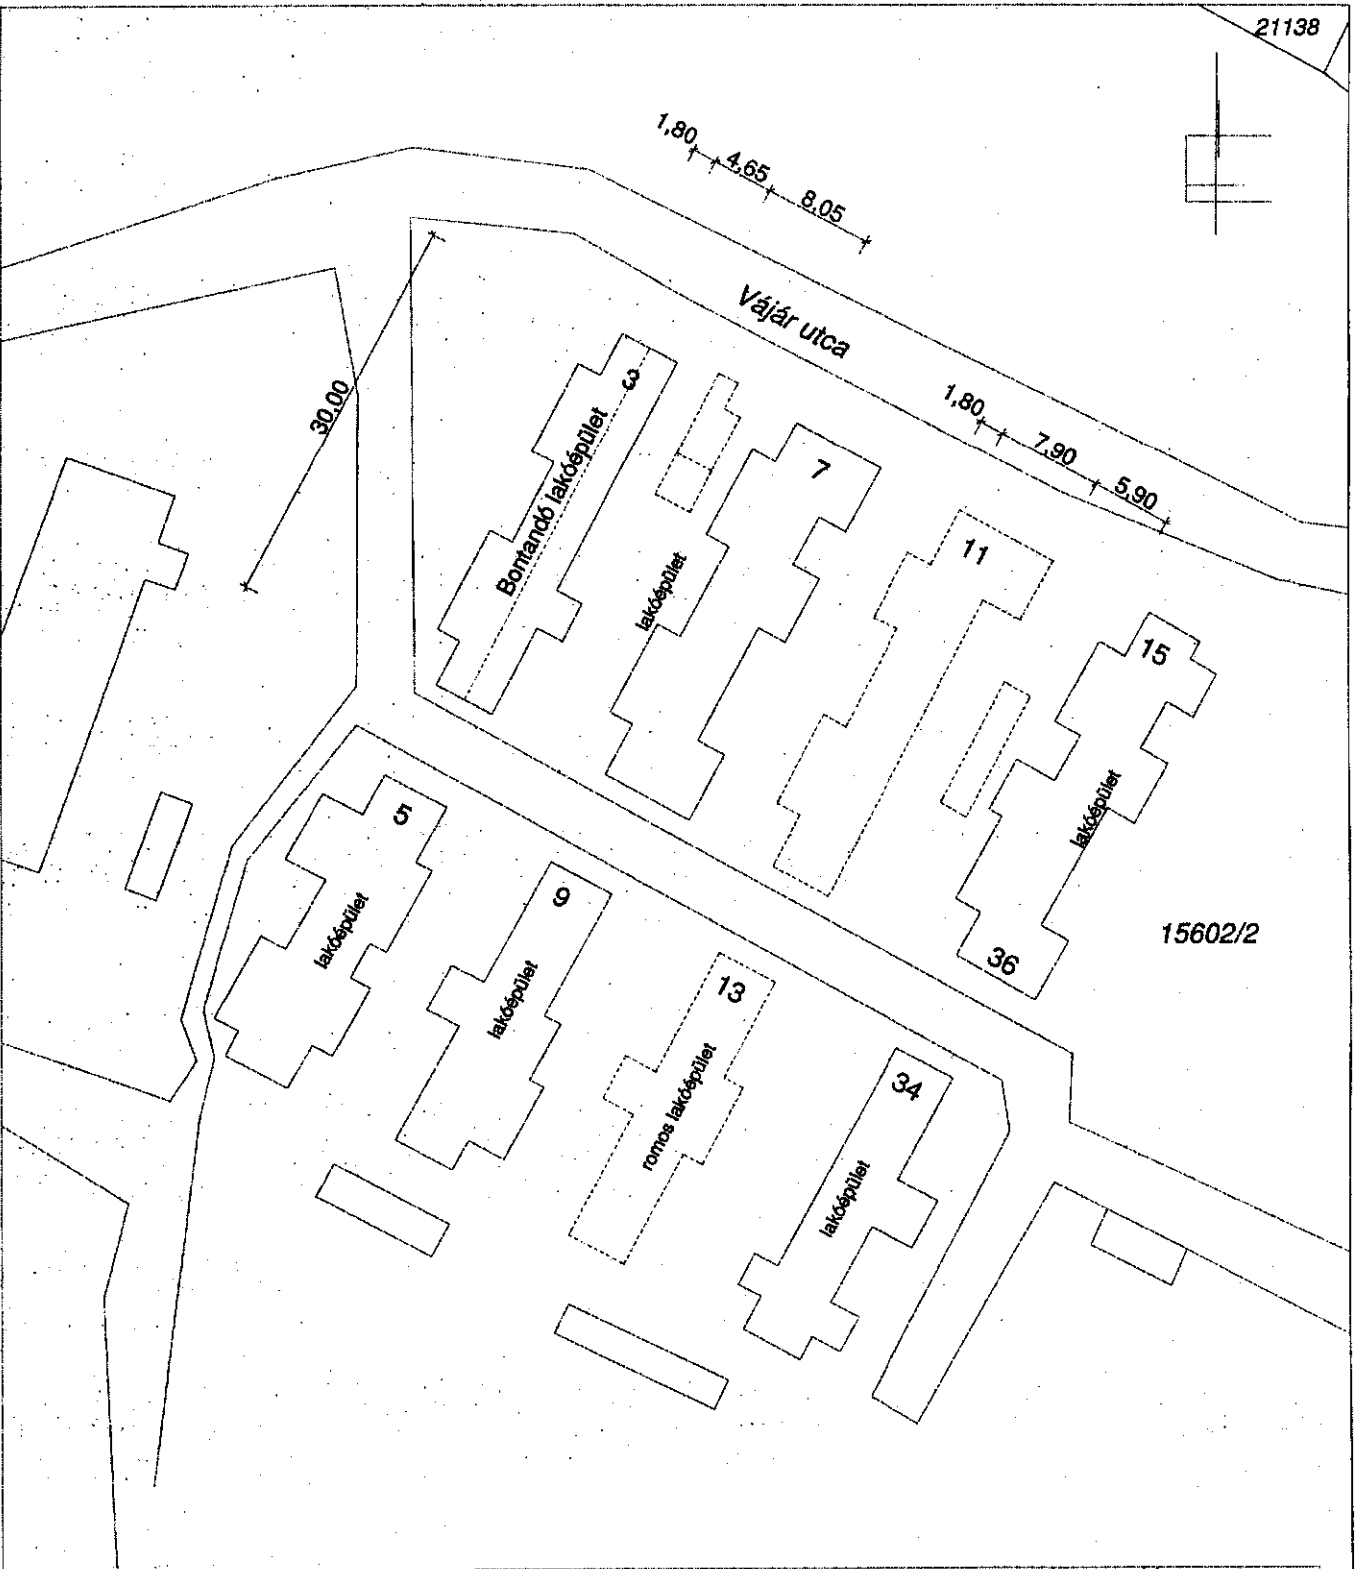 21138
1,80
4,65
8,05
Vájár utca
30,00
3
Bontandó lakóépület
1,80
7,90
5,90
7
lakóépület
11
15
lakóépület
36
15602/2
5
lakóépület
9
lakóépület
13
romos lakóépület
34
lakóépület